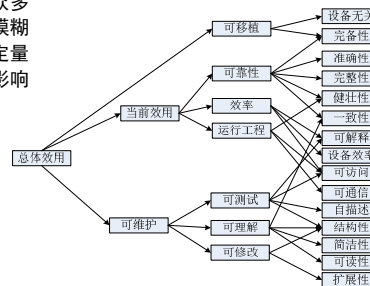 众多
模糊
定量
影响
总体效用
当前效用
可维护
可移植
可靠性
效率
运行工程
可测试
可理解
可修改
设备无关
完备性
准确性
完整性
健壮性
一致性
可解释
设备效率
可访问
可通信
自描述
结构性
简洁性
可读性
扩展性